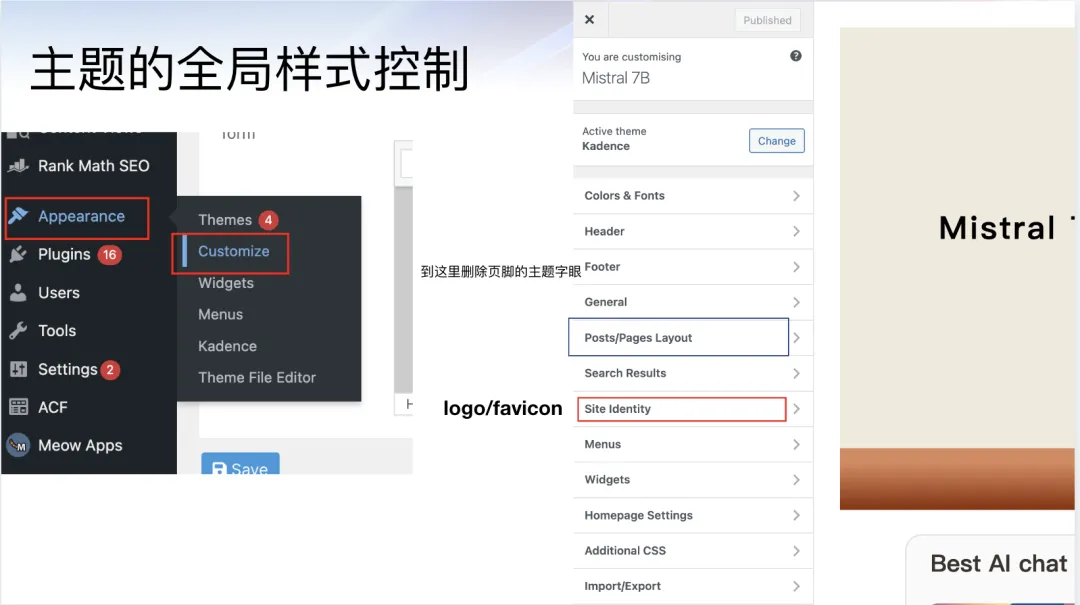 主题的全局样式控制
Rank Math SEO
Appearance
Plugins 16
Users
Tools
Settings 2
ACF
Meow Apps
form
Themes 4
Customize
Widgets
Menus
Kadence
Theme File Editor
Save
到这里删除页脚的主题字眼
logo/favicon
Published
You are customising
Mistral 7B
Active theme
Kadence
Change
Colors & Fonts
Header
Footer
General
Posts/Pages Layout
Search Results
Site Identity
Menus
Widgets
Homepage Settings
Additional CSS
Import/Export
Mistral
Best AI chat